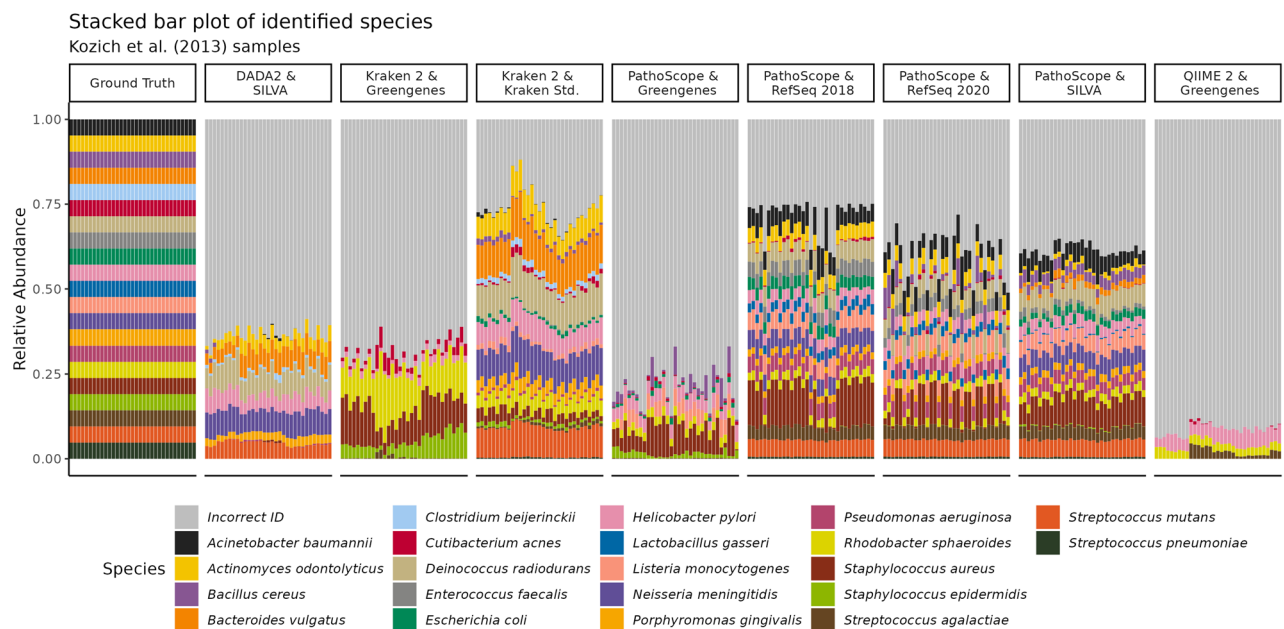 Stacked bar plot of identified species
Kozich et al. (2013) samples
Ground Truth
DADA2 &
SILVA
Kraken 2 &
Greengenes
Kraken 2 &
Kraken Std.
PathoScope &
Greengenes
PathoScope &
RefSeq 2018
PathoScope &
RefSeq 2020
PathoScope &
SILVA
QIIME 2 &
Greengenes
Relative Abundance
1.00
0.75
0.50
0.25
0.00
Species
Incorrect ID
Acinetobacter baumannii
Actinomyces odontolyticus
Bacillus cereus
Bacteroides vulgatus
Clostridium beijerinckii
Cutibacterium acnes
Deinococcus radiodurans
Enterococcus faecalis
Escherichia coli
Helicobacter pylori
Lactobacillus gasseri
Listeria monocytogenes
Neisseria meningitidis
Porphyromonas gingivalis
Pseudomonas aeruginosa
Rhodobacter sphaeroides
Staphylococcus aureus
Staphylococcus epidermidis
Streptococcus agalactiae
Streptococcus mutans
Streptococcus pneumoniae